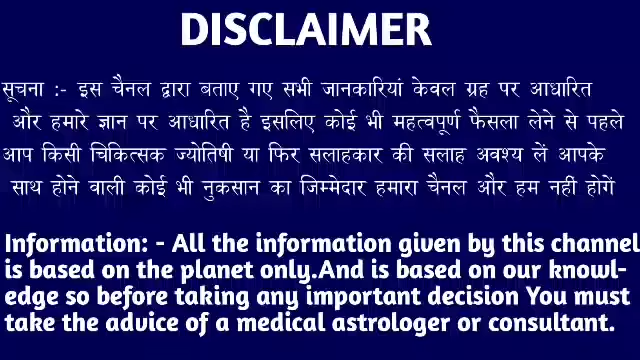 DISCLAIMER
सूचना :- इस चैनल द्वारा बताए गए सभी जानकारियां केवल ग्रह पर आधारित
और हमारे ज्ञान पर आधारित है इसलिए कोई भी महत्वपूर्ण फैसला लेने से पहले
आप किसी चिकित्सक ज्योतिषी या फिर सलाहकार की सलाह अवश्य लें आपके
साथ होने वाली कोई भी नुकसान का जिम्मेदार हमारा चैनल और हम नहीं होगें
Information: - All the information given by this channel
is based on the planet only.And is based on our knowl-
edge so before taking any important decision You must
take the advice of a medical astrologer or consultant.